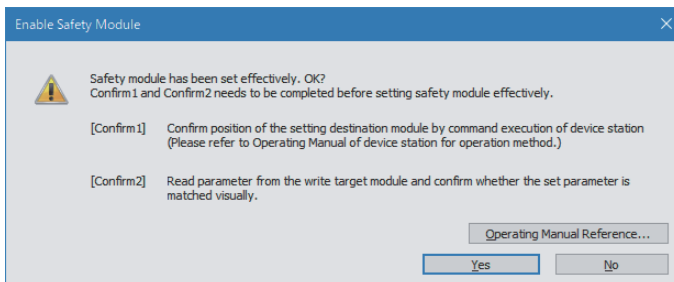 Enable Safety Module
Safety module has been set effectively. OK?
Confirm1 and Confirm2 needs to be completed before setting safety module effectively.
[Confirm1] Confirm position of the setting destination module by command execution of device station
(Please refer to Operating Manual of device station for operation method.)
[Confirm2] Read parameter from the write target module and confirm whether the set parameter is
matched visually.
Operating Manual Reference...
Yes No